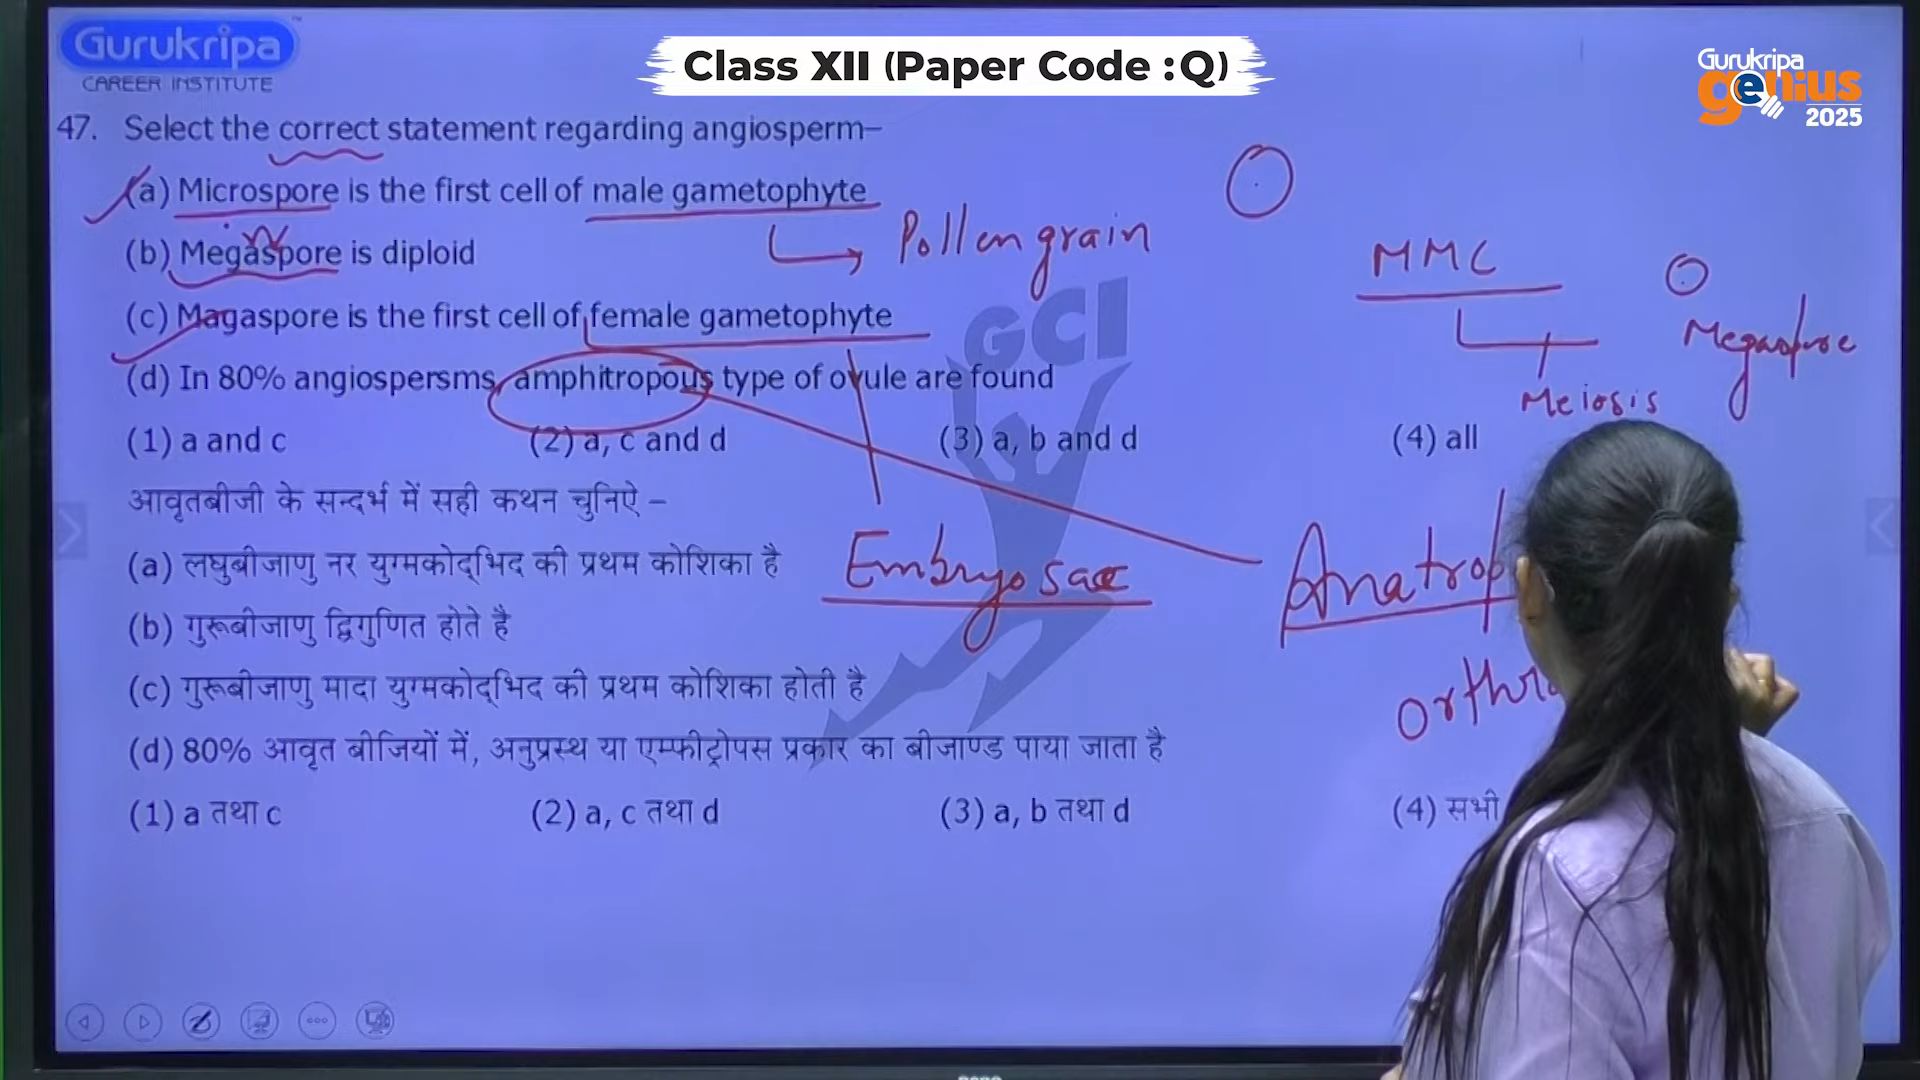 Gurukripa
CAREER INSTITUTE
Class XII (Paper Code :Q)
Gurukripa
genius
2025
47. Select the correct statement regarding angiosperm–
(a) Microspore is the first cell of male gametophyte
Pollen grain
(b) Megaspore is diploid
MMC
(c) Magaspore is the first cell of female gametophyte
Megaspore
GCI
(d) In 80% angiospersms, amphitropous type of ovule are found
Meiosis
(1) a and c (2) a, c and d (3) a, b and d (4) all
आवृतबीजी के सन्दर्भ में सही कथन चुनिऐ –
(a) लघुबीजाणु नर युग्मकोद्भिद की प्रथम कोशिका है
Embryo sac
Anatrop
(b) गुरूबीजाणु द्विगुणित होते है
(c) गुरूबीजाणु मादा युग्मकोद्भिद की प्रथम कोशिका होती है
orthro
(d) 80% आवृत बीजियों में, अनुप्रस्थ या एम्फीट्रोपस प्रकार का बीजाण्ड पाया जाता है
(1) a तथा c (2) a, c तथा d (3) a, b तथा d (4) सभी